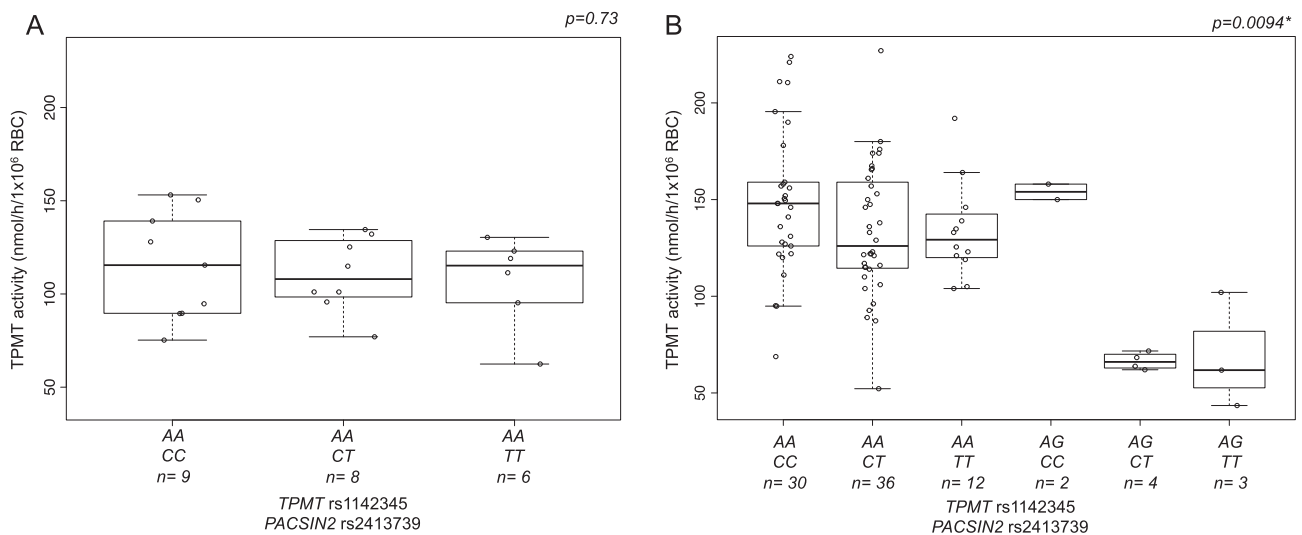 A
p=0.73
TPMT activity (nmol/h/1x10⁶ RBC)
200
150
100
50
AA AA AA
CC CT TT
n= 9 n= 8 n= 6
TPMT rs1142345
PACSIN2 rs2413739
B
p=0.0094*
TPMT activity (nmol/h/1x10⁶ RBC)
200
150
100
50
AA AA AA AG AG AG
CC CT TT CC CT TT
n= 30 n= 36 n= 12 n= 2 n= 4 n= 3
TPMT rs1142345
PACSIN2 rs2413739